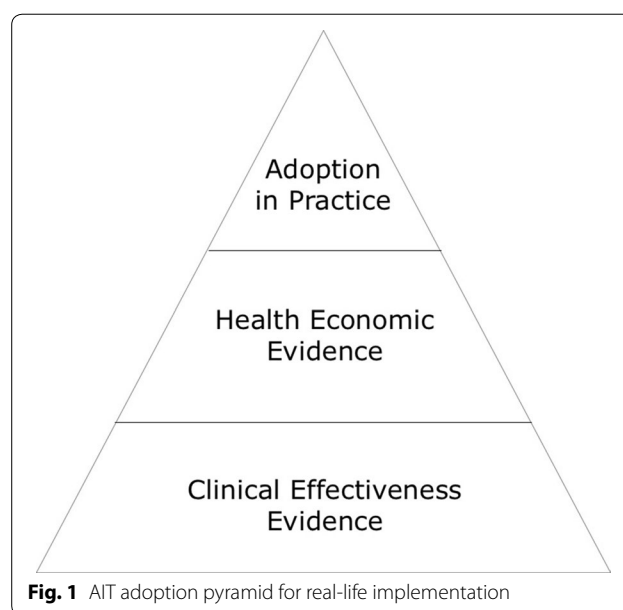 Adoption
in Practice
Health Economic
Evidence
Clinical Effectiveness
Evidence
Fig. 1 AIT adoption pyramid for real-life implementation